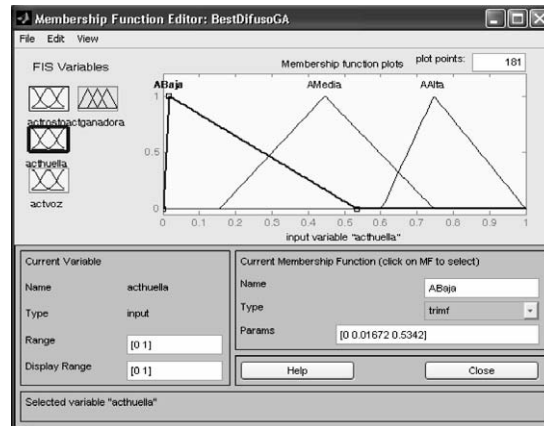 Membership Function Editor: BestDifusoGA
File Edit View
FIS Variables
Membership function plots plot points: 181
actrostoactganadora
acthuella
actvoz
ABaja AMedia AAlta
1
0.5
0
0 0.1 0.2 0.3 0.4 0.5 0.6 0.7 0.8 0.9 1
input variable "acthuella"
Current Variable
Name acthuella
Type input
Range [0 1]
Display Range [0 1]
Current Membership Function (click on MF to select)
Name ABaja
Type trimf
Params [0 0.01672 0.5342]
Help Close
Selected variable "acthuella"